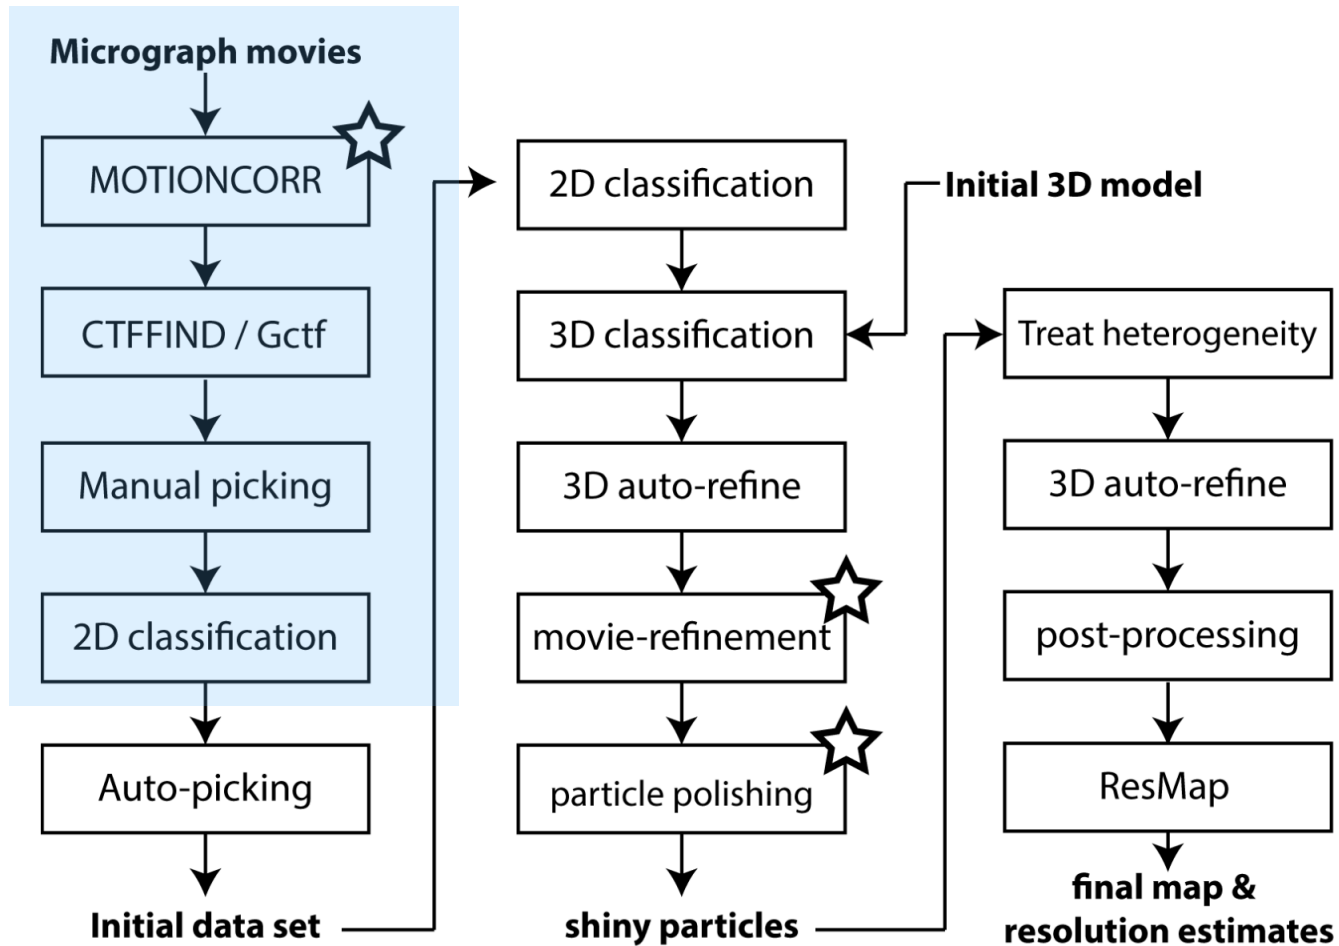 Micrograph movies
MOTIONCORR
CTFFIND / Gctf
Manual picking
2D classification
Auto-picking
Initial data set
2D classification
Initial 3D model
3D classification
3D auto-refine
movie-refinement
particle polishing
shiny particles
Treat heterogeneity
3D auto-refine
post-processing
ResMap
final map &
resolution estimates